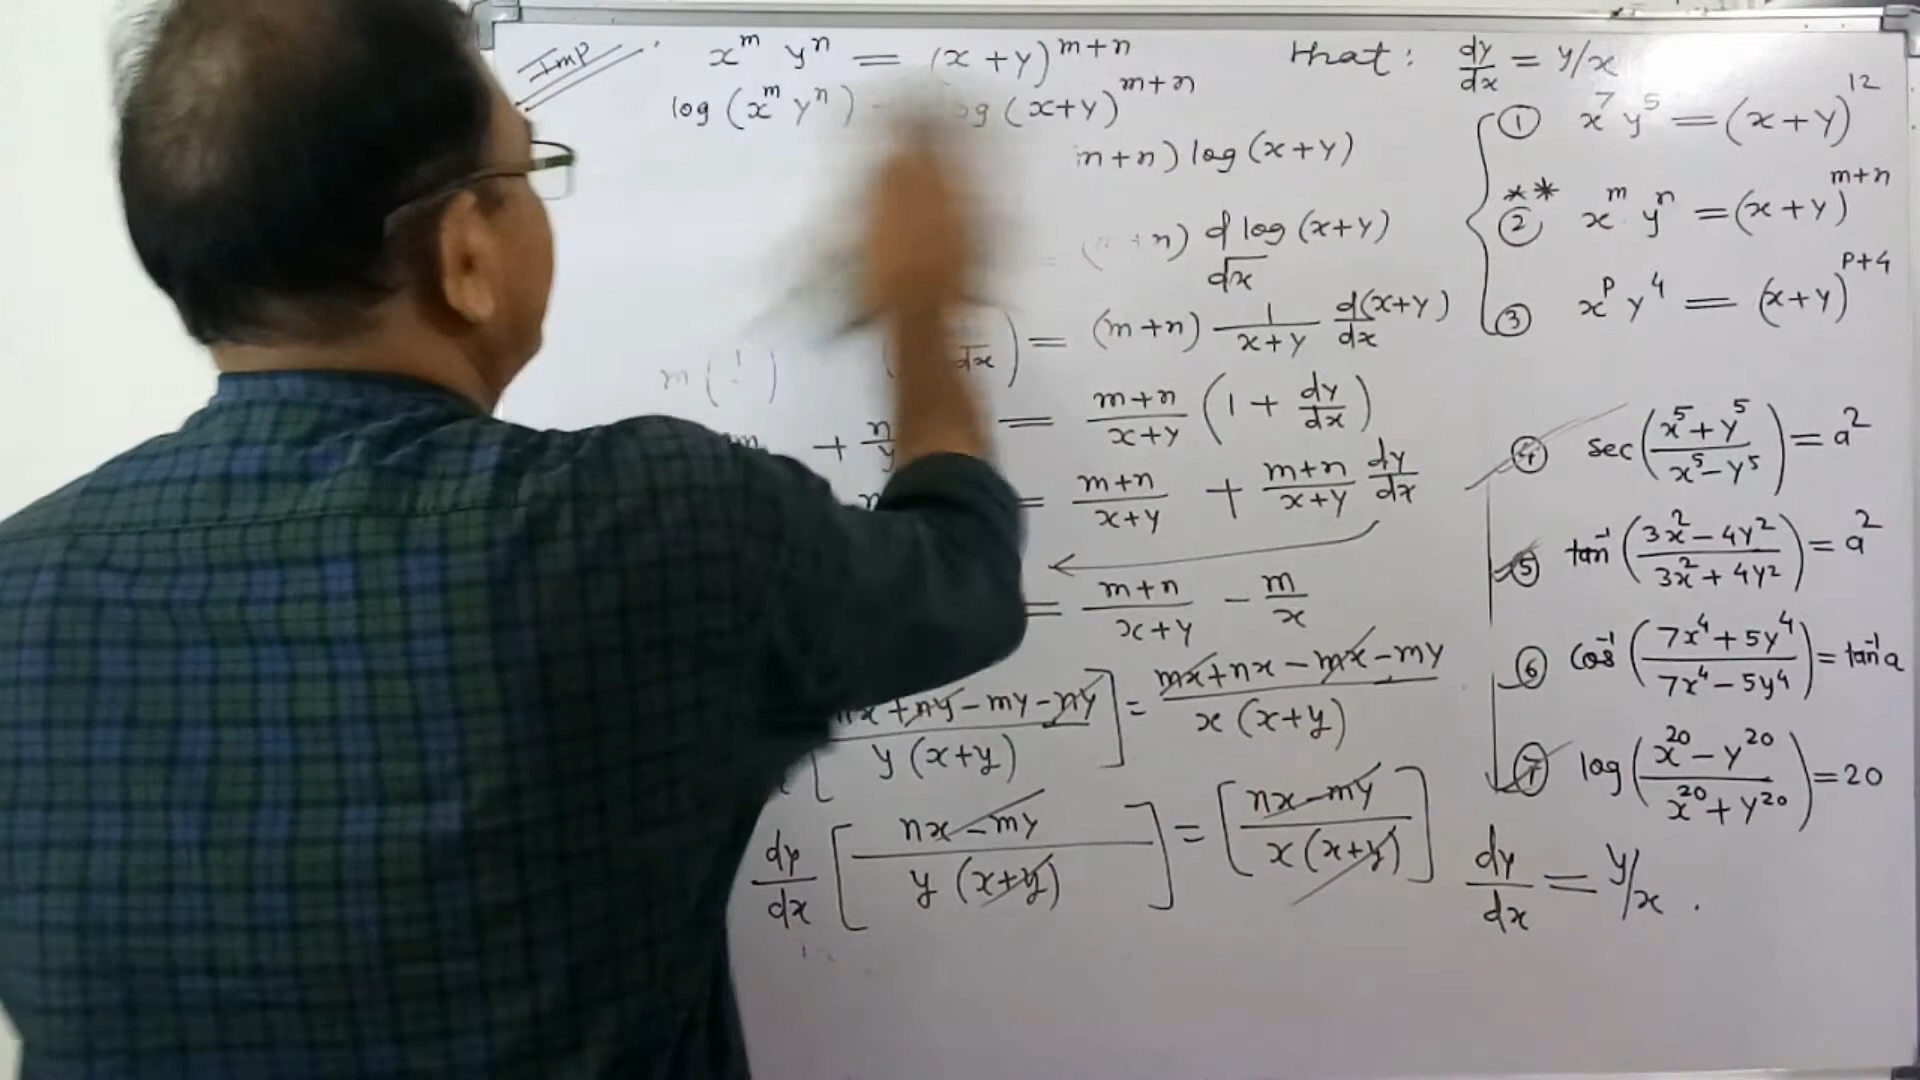 Imp
x^m y^n = (x+y)^{m+n} that: dy/dx = y/x
log (x^m y^n) log (x+y)^{m+n}
n+n) log (x+y)
= ( +n) d/dx log (x+y)
m ( 1 ) dx ) = (m+n) 1/(x+y) d(x+y)/dx
m + n/y = (m+n)/(x+y) (1 + dy/dx)
= (m+n)/(x+y) + (m+n)/(x+y) dy/dx
= (m+n)/(x+y) - m/x
[ (nx+ny-my-ny)/(y(x+y)) ] = (mx+nx-mx-my)/(x(x+y))
dy/dx [ (nx-my)/(y(x+y)) ] = [ (nx-my)/(x(x+y)) ] dy/dx = y/x .
① x^7 y^5 = (x+y)^12
** ② x^m y^n = (x+y)^{m+n}
③ x^p y^4 = (x+y)^{p+4}
④ sec ((x^5+y^5)/(x^5-y^5)) = a^2
⑤ tan^-1 ((3x^2-4y^2)/(3x^2+4y^2)) = a^2
⑥ cos^-1 ((7x^4+5y^4)/(7x^4-5y^4)) = tan^-1 a
⑦ log ((x^20-y^20)/(x^20+y^20)) = 20